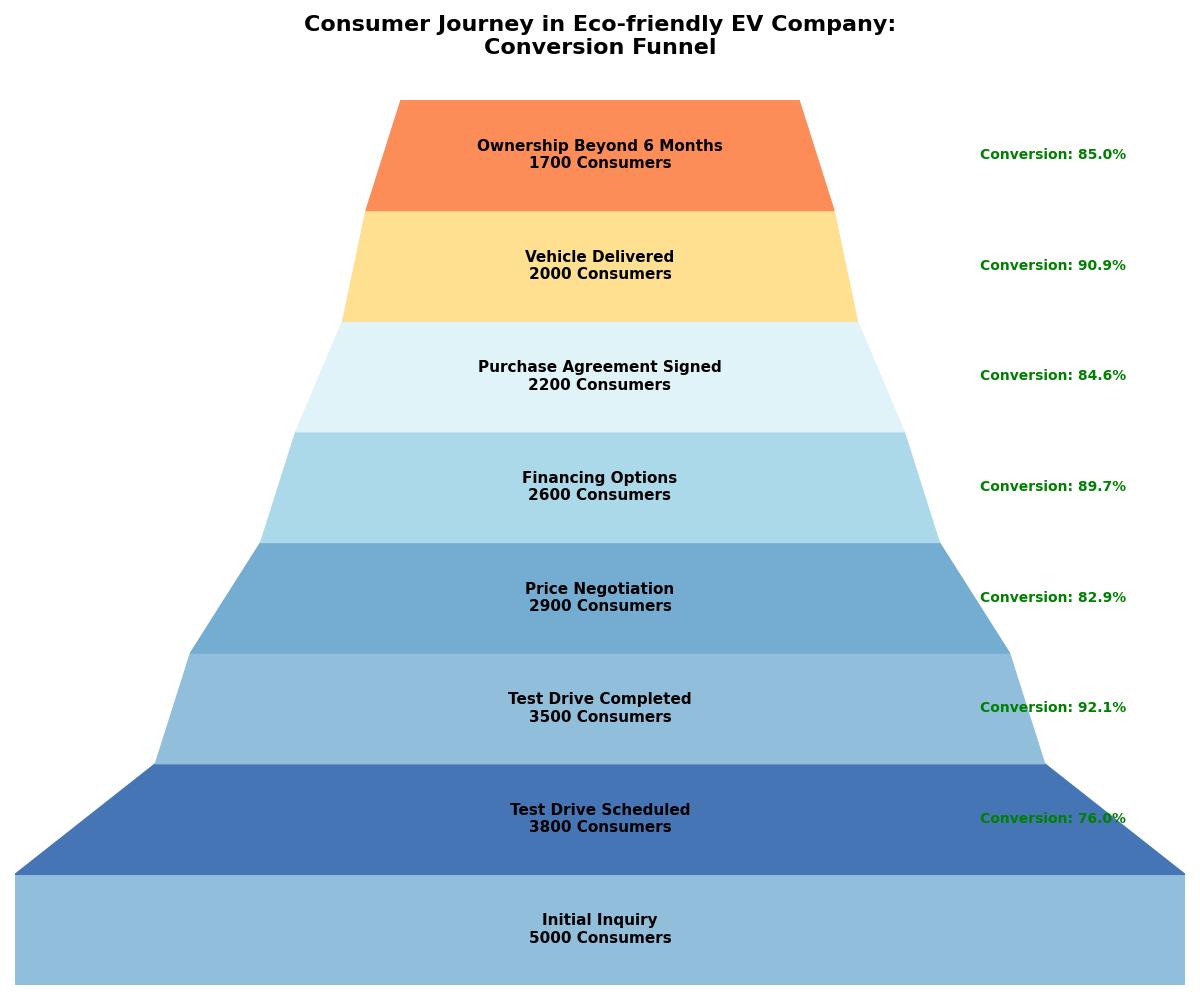 Consumer Journey in Eco-friendly EV Company:
Conversion Funnel
Ownership Beyond 6 Months
1700 Consumers
Conversion: 85.0%
Vehicle Delivered
2000 Consumers
Conversion: 90.9%
Purchase Agreement Signed
2200 Consumers
Conversion: 84.6%
Financing Options
2600 Consumers
Conversion: 89.7%
Price Negotiation
2900 Consumers
Conversion: 82.9%
Test Drive Completed
3500 Consumers
Conversion: 92.1%
Test Drive Scheduled
3800 Consumers
Conversion: 76.0%
Initial Inquiry
5000 Consumers